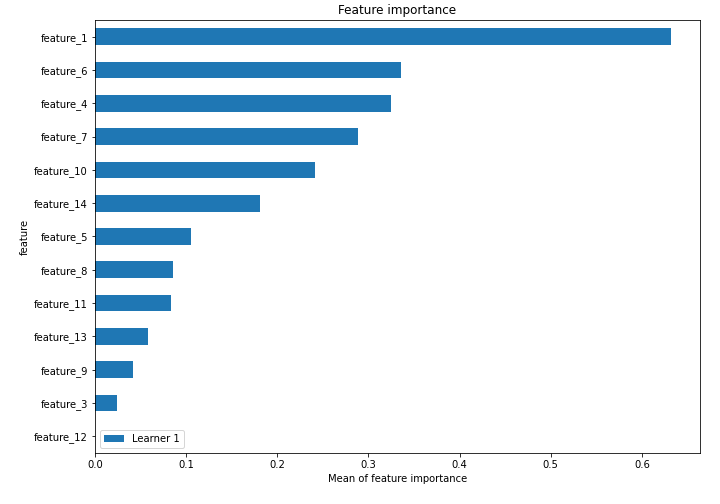 Feature importance
feature_1
feature_6
feature_4
feature_7
feature_10
feature_14
feature_5
feature_8
feature_11
feature_13
feature_9
feature_3
feature_12
feature
Learner 1
0.0 0.1 0.2 0.3 0.4 0.5 0.6
Mean of feature importance